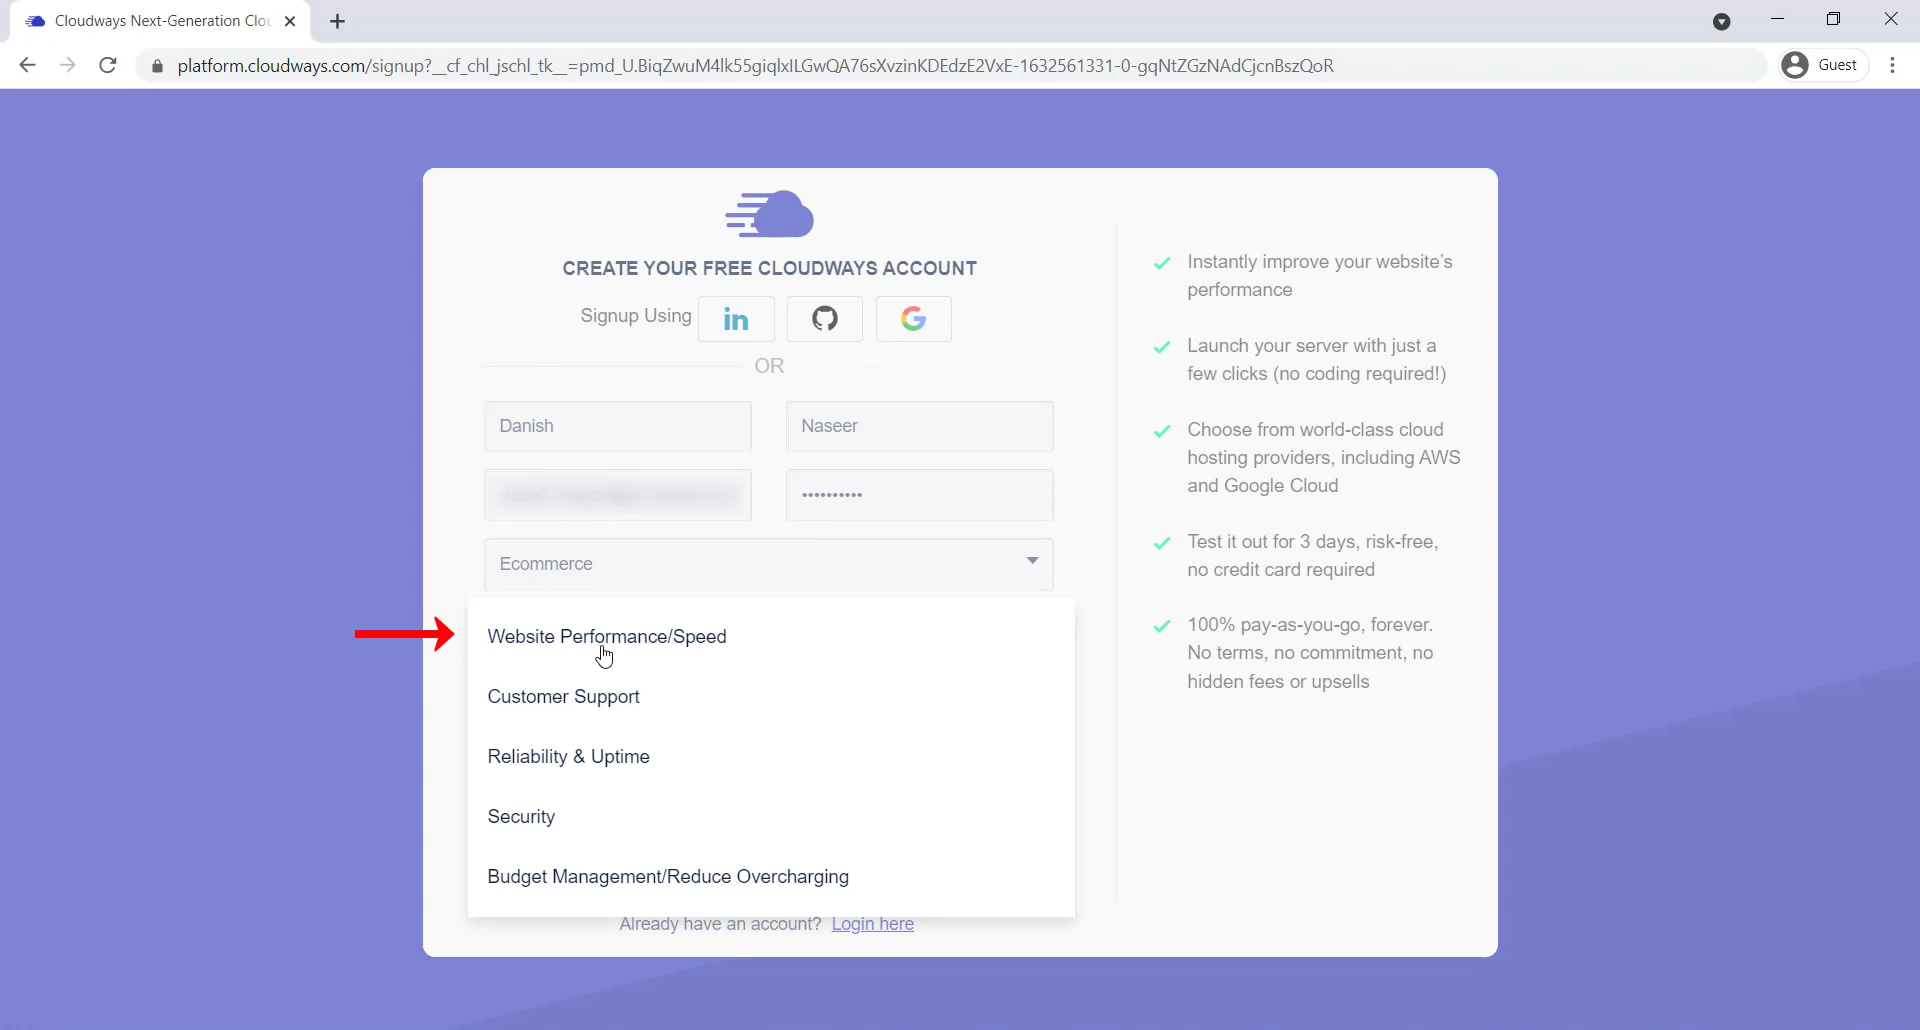 Cloudways Next-Generation Clou
platform.cloudways.com/signup?__cf_chl_jschl_tk__=pmd_U.BiqZwuM4lk55giqlxILGwQA76sXvzinKDEdzE2VxE-1632561331-0-gqNtZGzNAdCjcnBszQoR
Guest
CREATE YOUR FREE CLOUDWAYS ACCOUNT
Signup Using
in
G
OR
Danish
Naseer
••••••••••
Ecommerce
Website Performance/Speed
Customer Support
Reliability & Uptime
Security
Budget Management/Reduce Overcharging
Already have an account? Login here
Instantly improve your website's
performance
Launch your server with just a
few clicks (no coding required!)
Choose from world-class cloud
hosting providers, including AWS
and Google Cloud
Test it out for 3 days, risk-free,
no credit card required
100% pay-as-you-go, forever.
No terms, no commitment, no
hidden fees or upsells